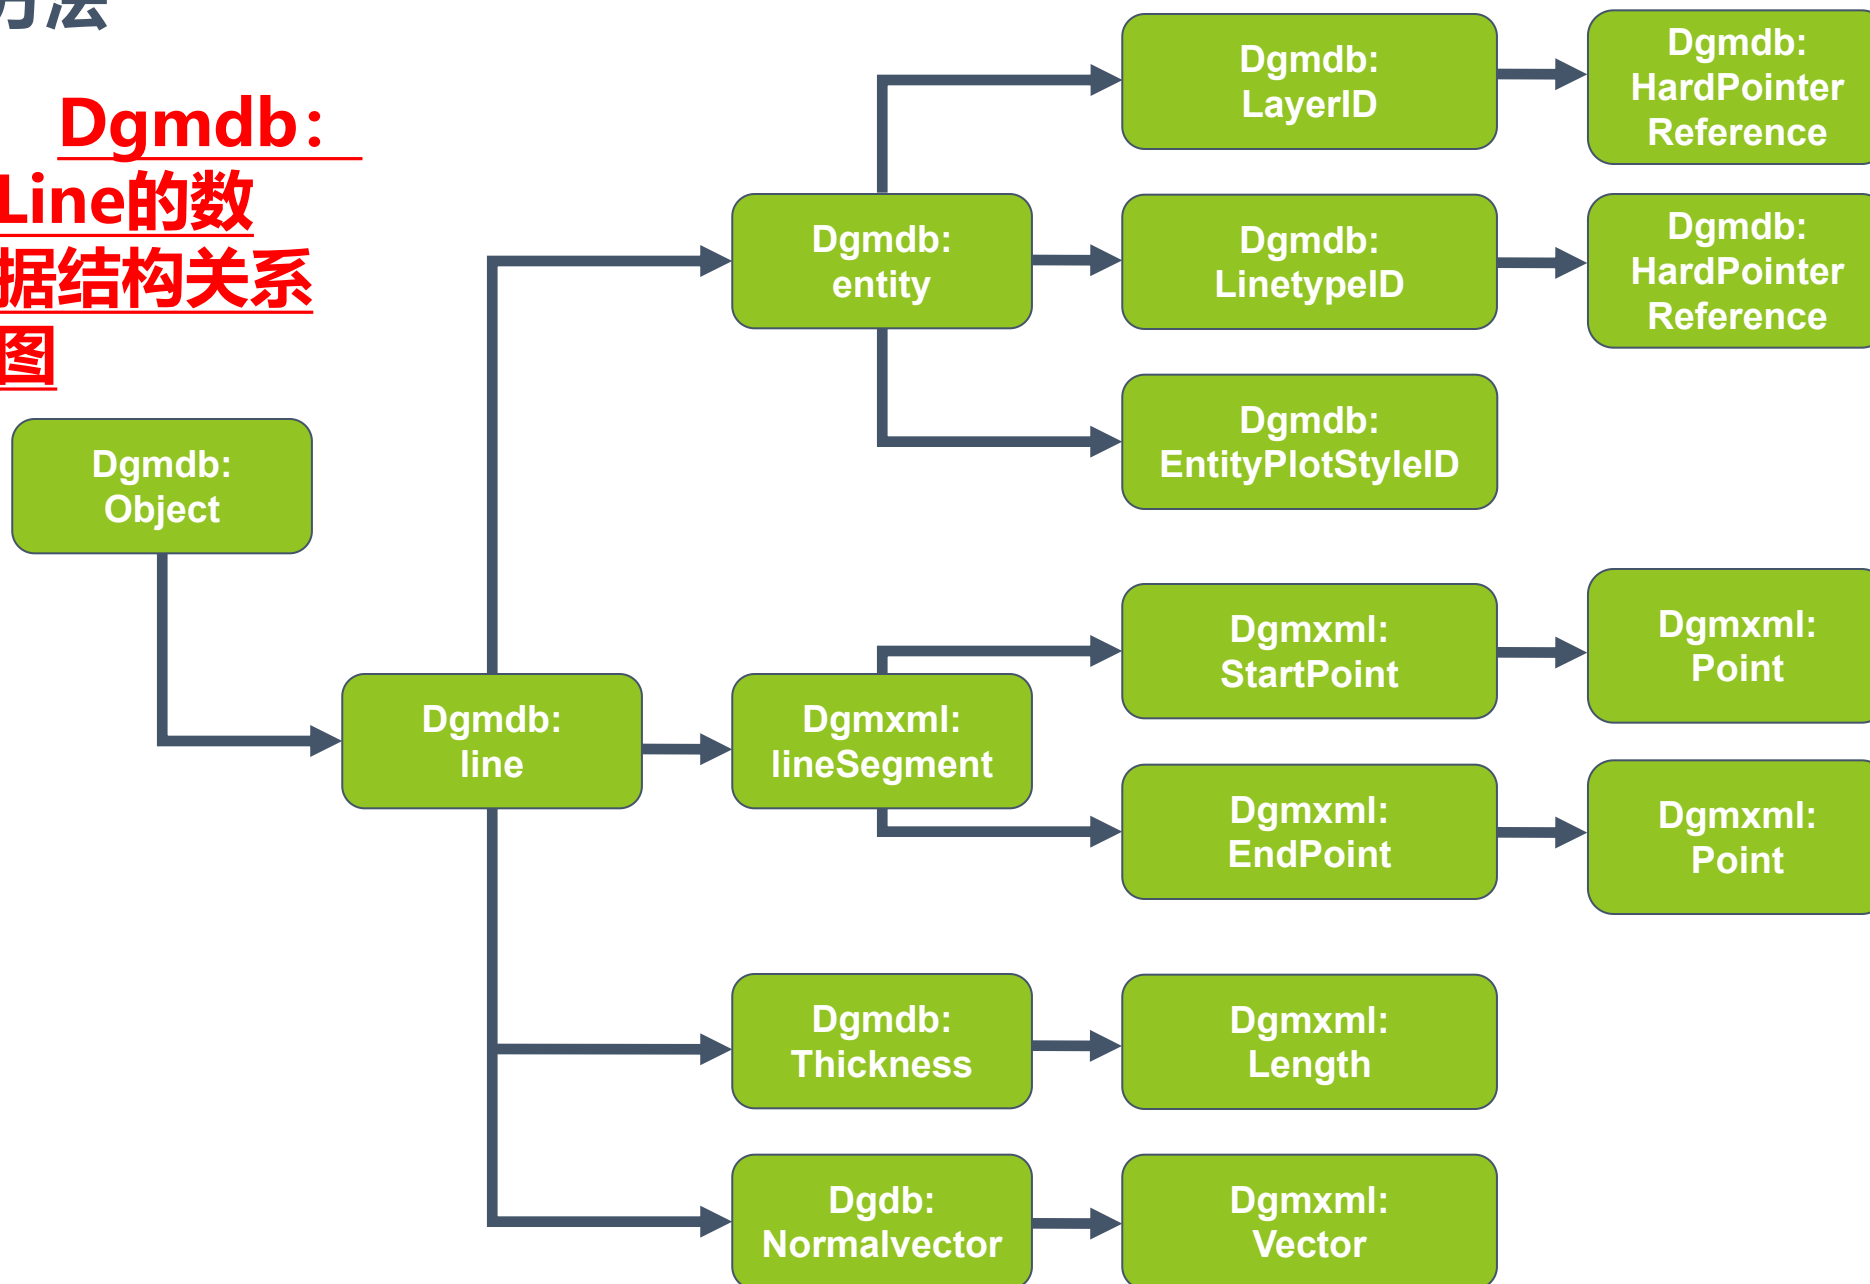 方法
Dgmdb：
Line的数
据结构关系
图
Dgmdb:
Object
Dgmdb:
line
Dgmdb:
entity
Dgmxml:
lineSegment
Dgmdb:
Thickness
Dgdb:
Normalvector
Dgmdb:
LayerID
Dgmdb:
LinetypeID
Dgmdb:
EntityPlotStyleID
Dgmxml:
StartPoint
Dgmxml:
EndPoint
Dgmxml:
Length
Dgmxml:
Vector
Dgmdb:
HardPointer
Reference
Dgmdb:
HardPointer
Reference
Dgmxml:
Point
Dgmxml:
Point